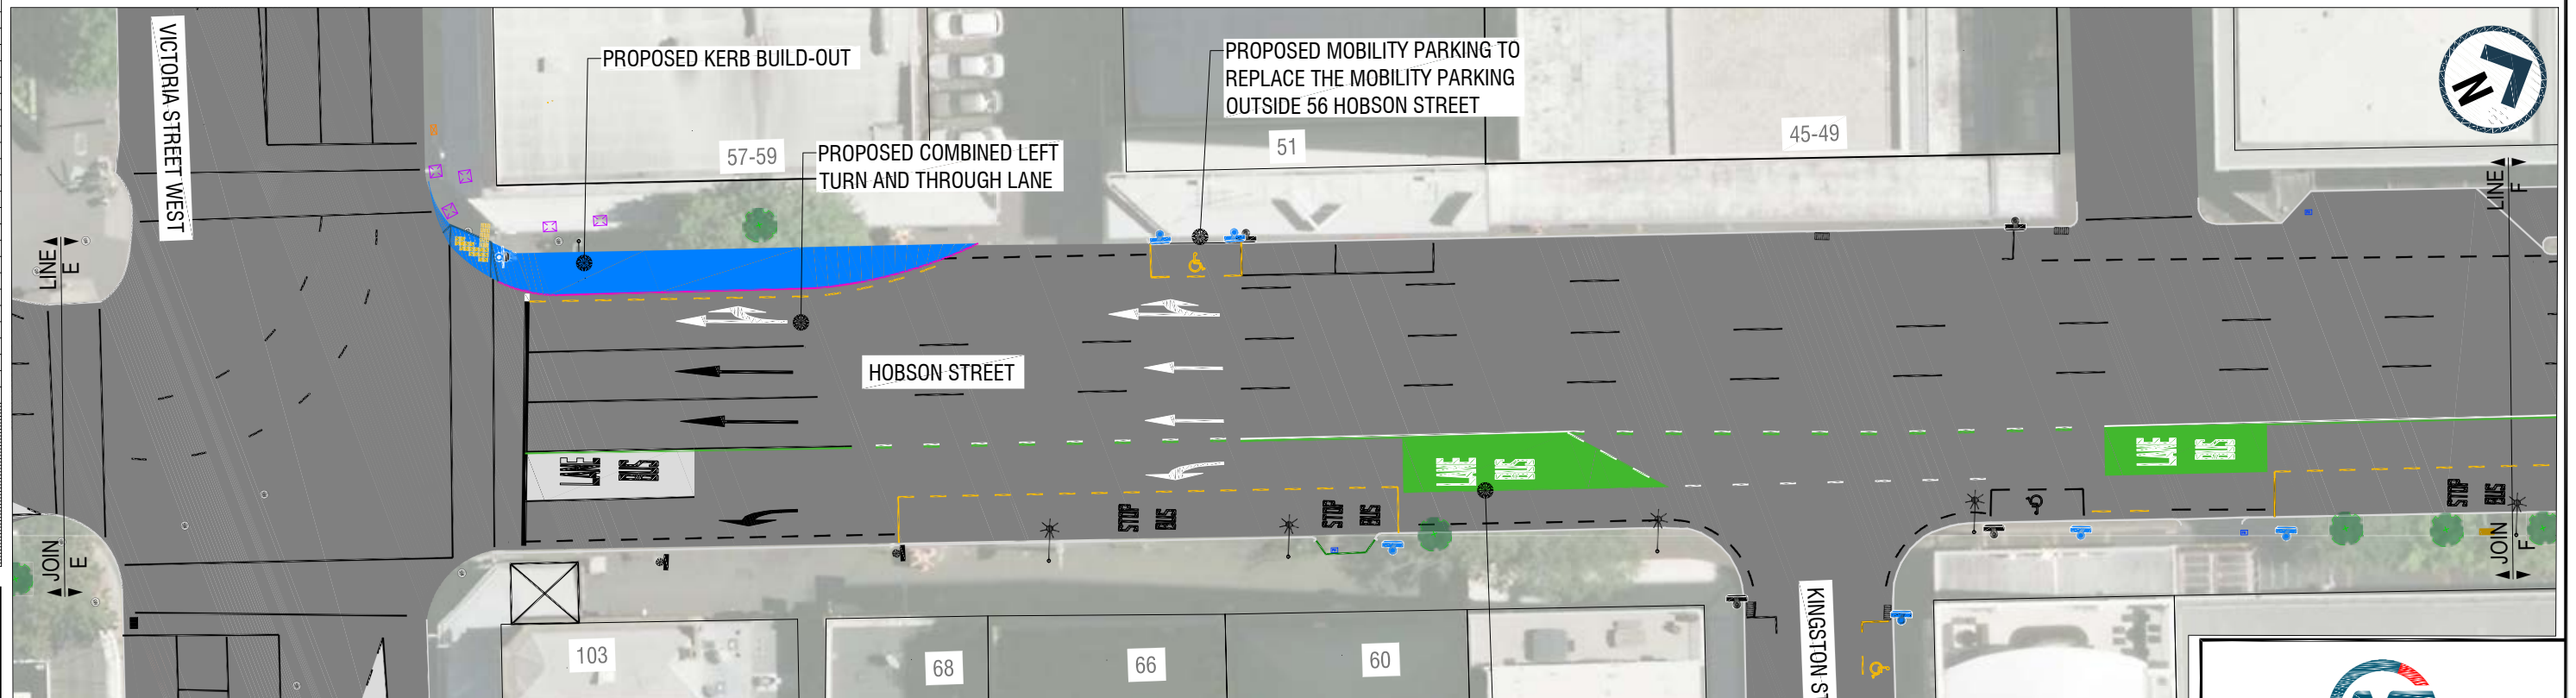 VICTORIA STREET WEST
PROPOSED KERB BUILD-OUT
PROPOSED MOBILITY PARKING TO
REPLACE THE MOBILITY PARKING
OUTSIDE 56 HOBSON STREET
57-59
51
45-49
PROPOSED COMBINED LEFT
TURN AND THROUGH LANE
N
LINE
E
LINE
F
HOBSON STREET
LANE
BUS
LANE
BUS
LANE
BUS
STOP
BUS
STOP
BUS
STOP
BUS
JOIN
E
JOIN
F
KINGSTON ST
103
68
66
60